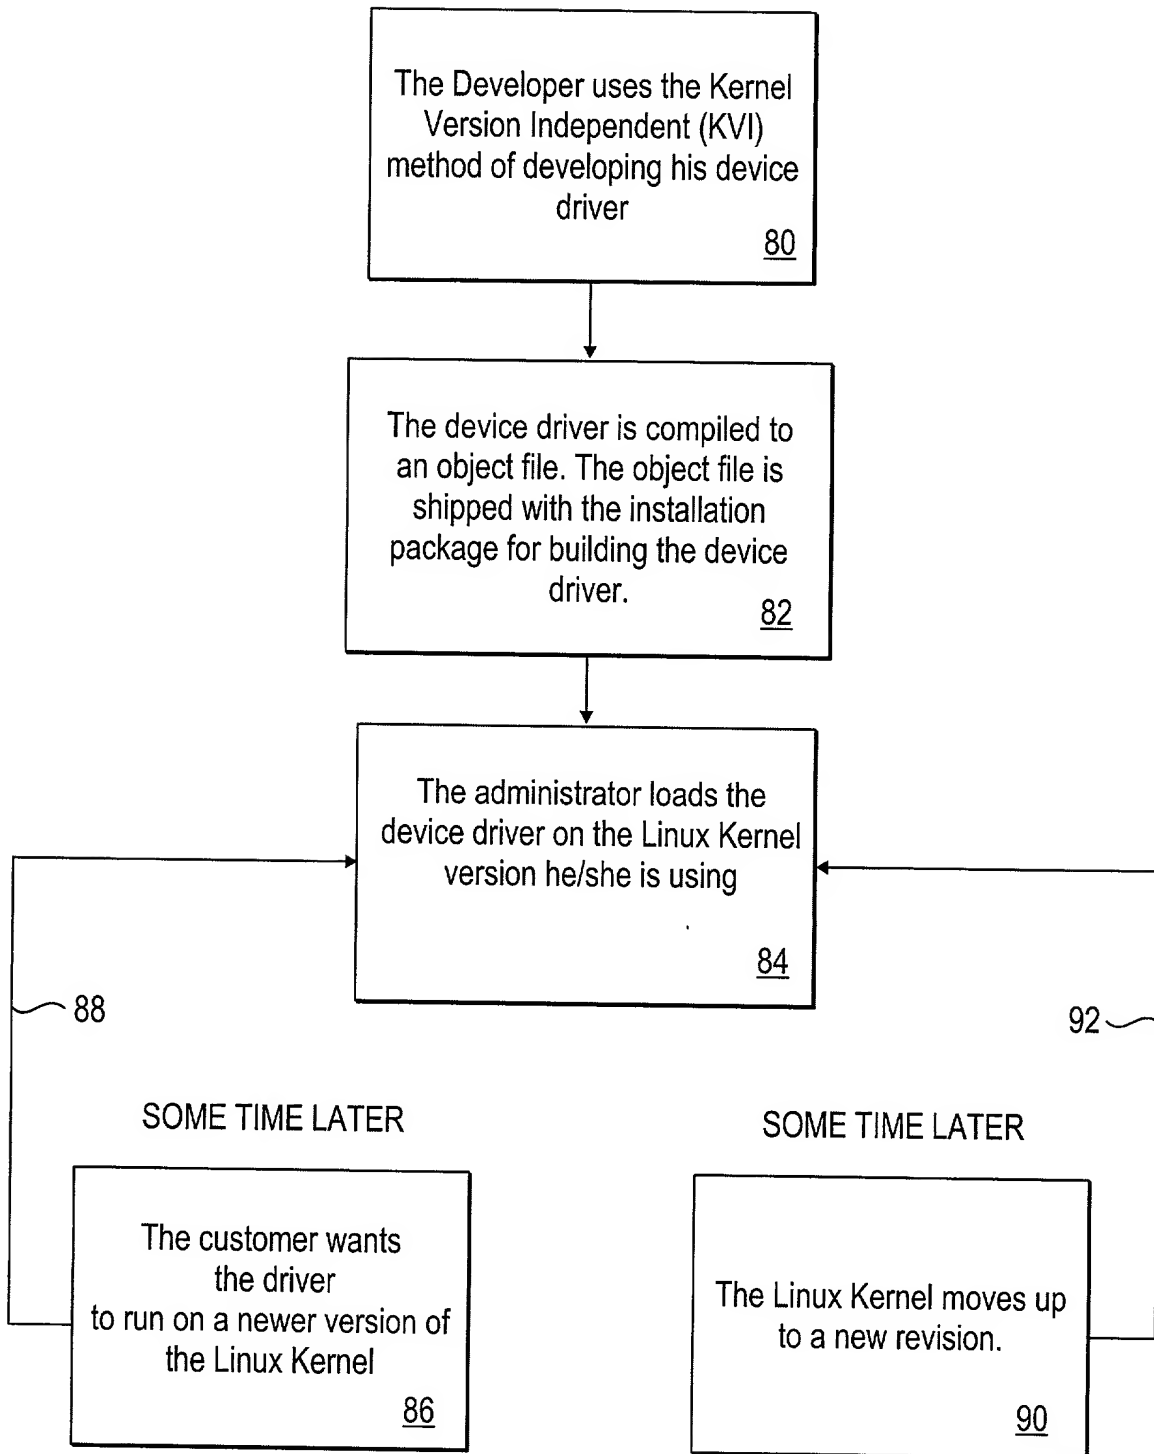 The Developer uses the Kernel
Version Independent (KVI)
method of developing his device
driver
80
The device driver is compiled to
an object file. The object file is
shipped with the installation
package for building the device
driver.
82
The administrator loads the
device driver on the Linux Kernel
version he/she is using
84
88
92
SOME TIME LATER
SOME TIME LATER
The customer wants
the driver
to run on a newer version of
the Linux Kernel
86
The Linux Kernel moves up
to a new revision.
90